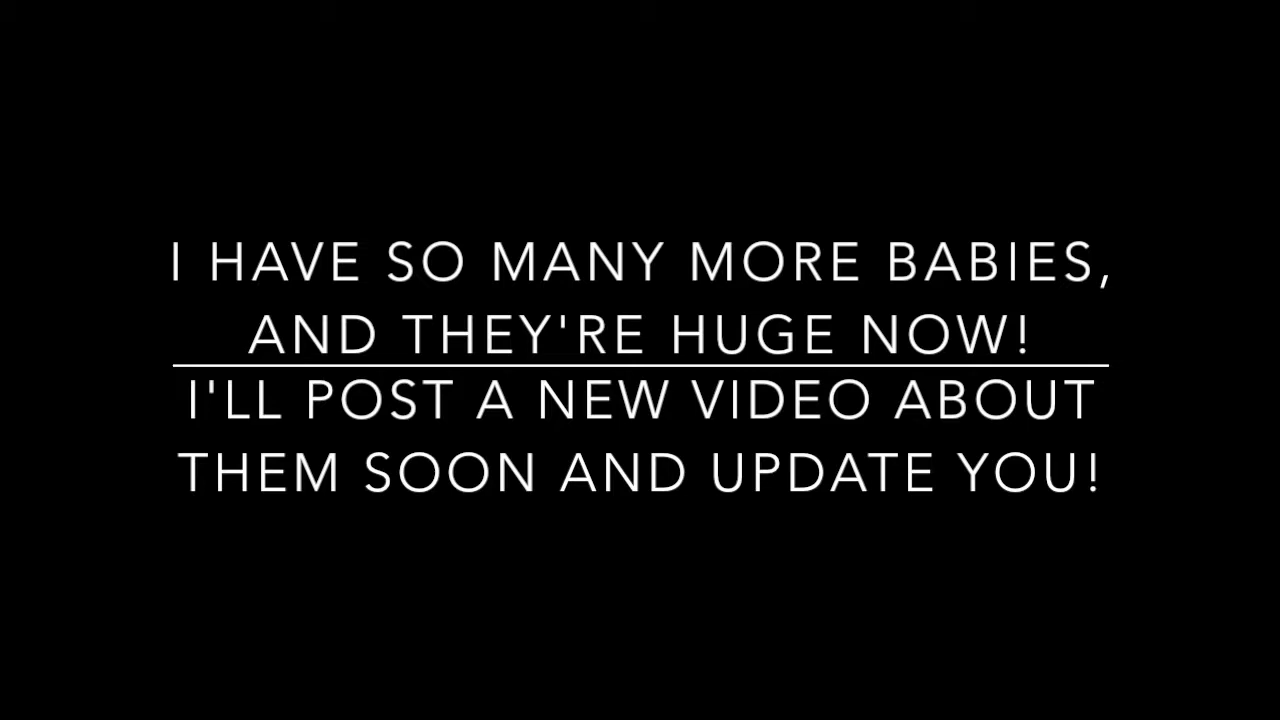 I HAVE SO MANY MORE BABIES,
AND THEY'RE HUGE NOW!
I'LL POST A NEW VIDEO ABOUT
THEM SOON AND UPDATE YOU!